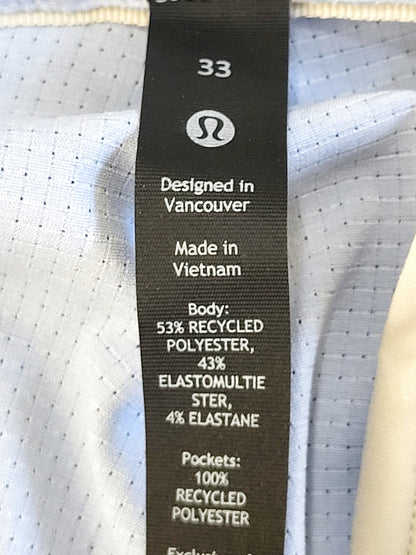 33
Designed in
Vancouver
Made in
Vietnam
Body:
53% RECYCLED
POLYESTER,
43%
ELASTOMULTIE
STER,
4% ELASTANE
Pockets:
100%
RECYCLED
POLYESTER